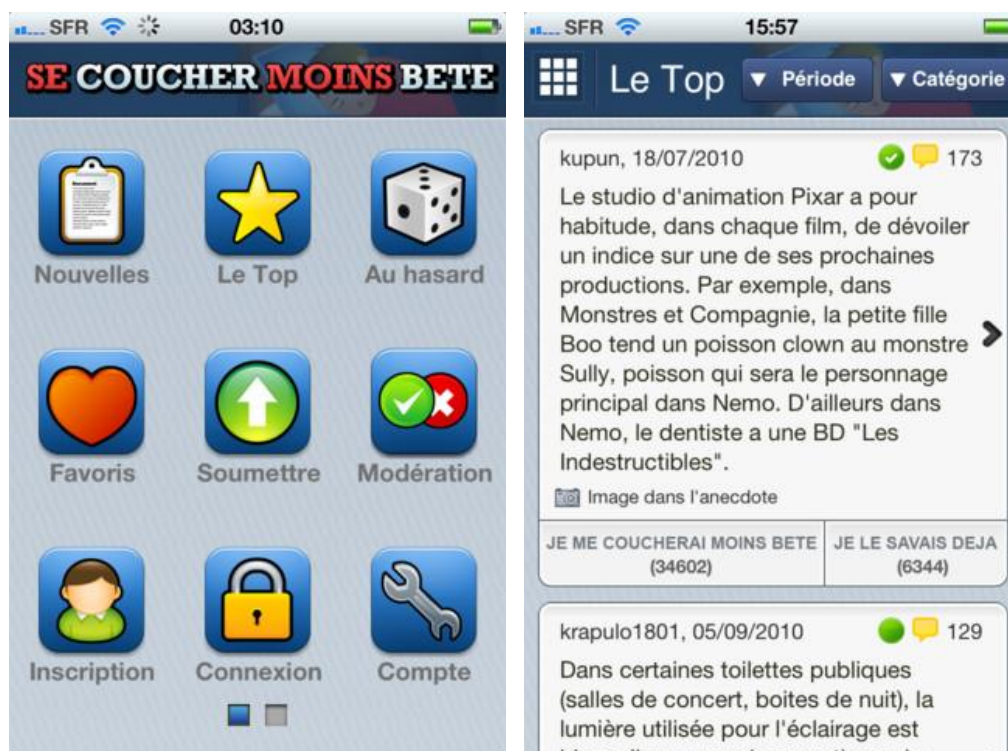 SFR 03:10
SE COUCHER MOINS BETE
Document
Nouvelles Le Top Au hasard
Favoris Soumettre Modération
Inscription Connexion Compte
SFR 15:57
Le Top ▼ Période ▼ Catégorie
kupun, 18/07/2010 173
Le studio d'animation Pixar a pour
habitude, dans chaque film, de dévoiler
un indice sur une de ses prochaines
productions. Par exemple, dans
Monstres et Compagnie, la petite fille
Boo tend un poisson clown au monstre
Sully, poisson qui sera le personnage
principal dans Nemo. D'ailleurs dans
Nemo, le dentiste a une BD "Les
Indestructibles".
Image dans l'anecdote
JE ME COUCHERAI MOINS BETE JE LE SAVAIS DEJA
(34602) (6344)
krapulo1801, 05/09/2010 129
Dans certaines toilettes publiques
(salles de concert, boites de nuit), la
lumière utilisée pour l'éclairage est